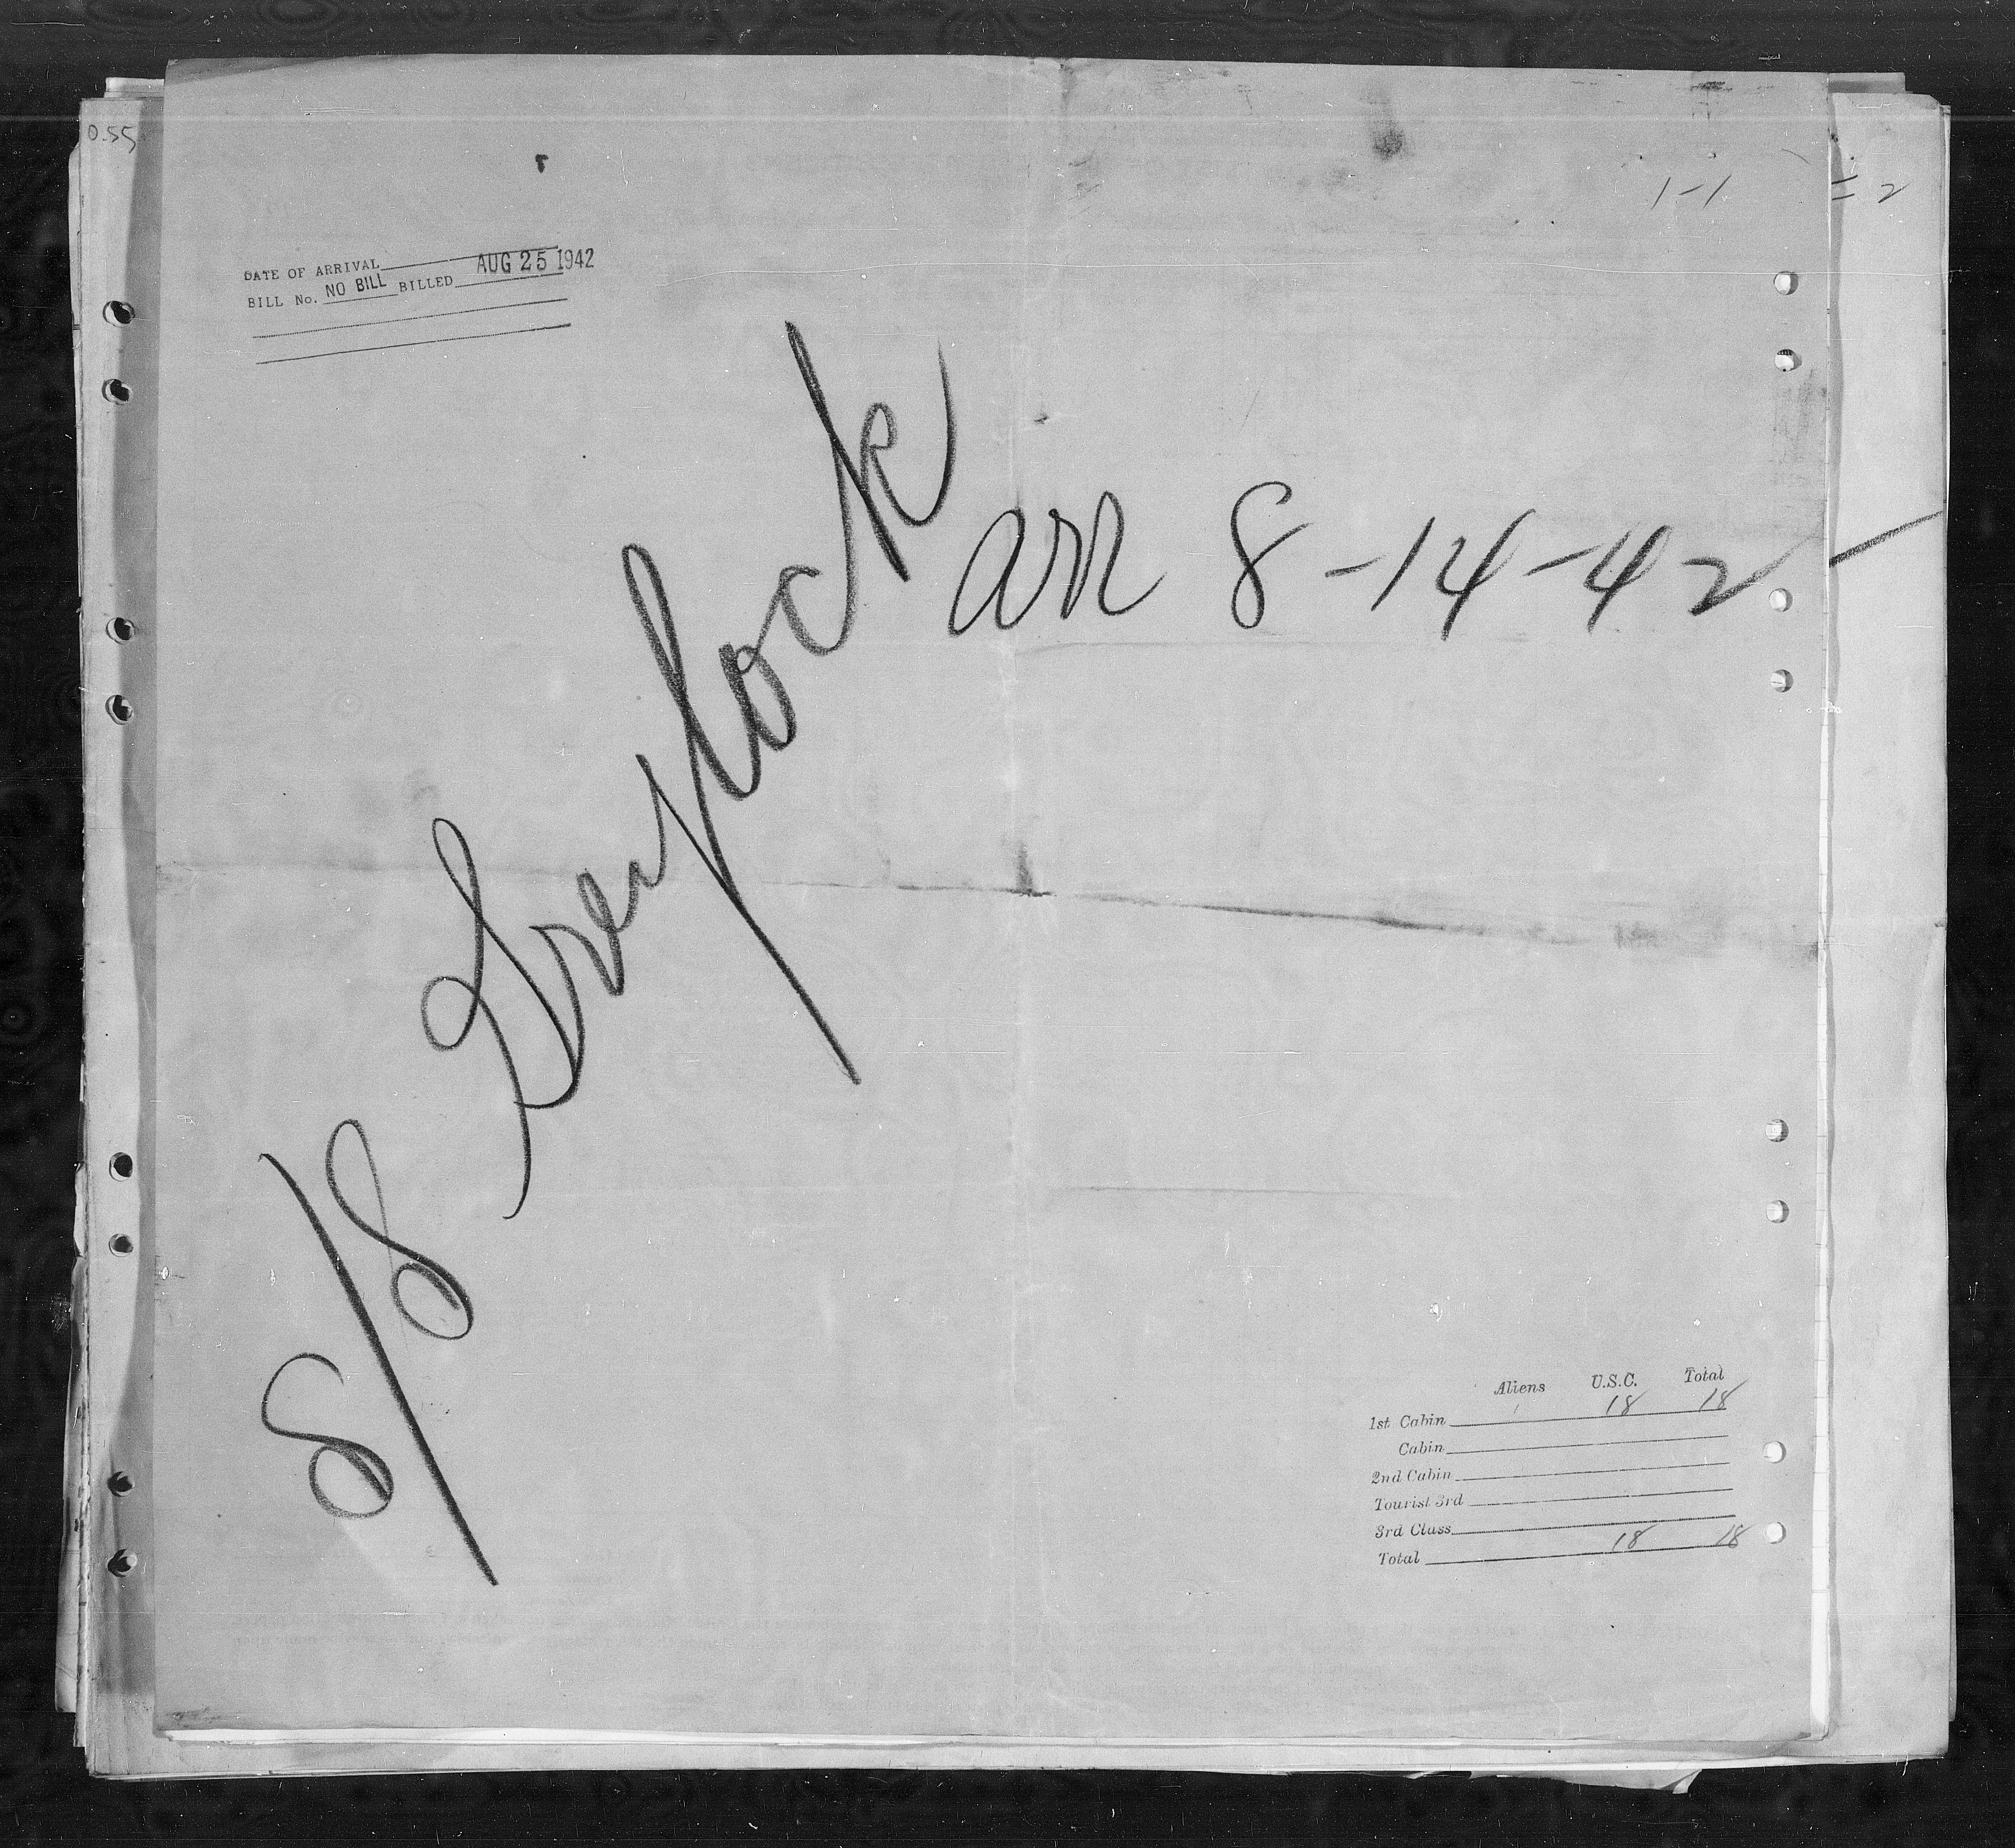 0.55
1-1 = 2
DATE OF ARRIVAL
BILL No. NO BILL BILLED AUG 25 1942
S/S Greylock
arr 8-14-42
Aliens U.S.C. Total
1st Cabin 18 18
Cabin
2nd Cabin
Tourist 3rd
3rd Class
Total 18 18